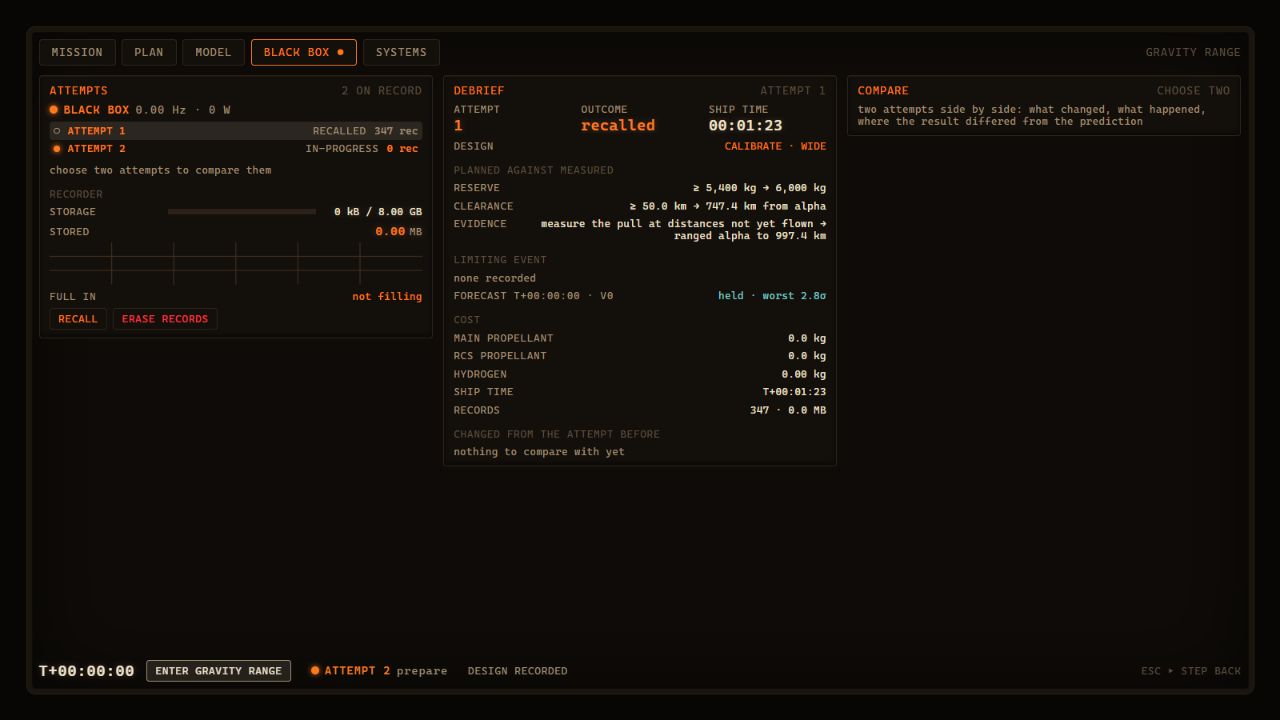 MISSION
PLAN
MODEL
BLACK BOX
SYSTEMS
GRAVITY RANGE
ATTEMPTS
2 ON RECORD
BLACK BOX 0.00 Hz · 0 W
ATTEMPT 1 RECALLED 347 rec
ATTEMPT 2 IN-PROGRESS 0 rec
choose two attempts to compare them
RECORDER
STORAGE 0 kB / 8.00 GB
STORED 0.00 MB
FULL IN not filling
RECALL
ERASE RECORDS
DEBRIEF
ATTEMPT 1
ATTEMPT OUTCOME SHIP TIME
1 recalled 00:01:23
DESIGN CALIBRATE · WIDE
PLANNED AGAINST MEASURED
RESERVE ≥ 5,400 kg → 6,000 kg
CLEARANCE ≥ 50.0 km → 747.4 km from alpha
EVIDENCE measure the pull at distances not yet flown →
ranged alpha to 997.4 km
LIMITING EVENT
none recorded
FORECAST T+00:00:00 · V0 held · worst 2.8σ
COST
MAIN PROPELLANT 0.0 kg
RCS PROPELLANT 0.0 kg
HYDROGEN 0.00 kg
SHIP TIME T+00:01:23
RECORDS 347 · 0.0 MB
CHANGED FROM THE ATTEMPT BEFORE
nothing to compare with yet
COMPARE
CHOOSE TWO
two attempts side by side: what changed, what happened,
where the result differed from the prediction
T+00:00:00
ENTER GRAVITY RANGE
ATTEMPT 2 prepare
DESIGN RECORDED
ESC ▸ STEP BACK